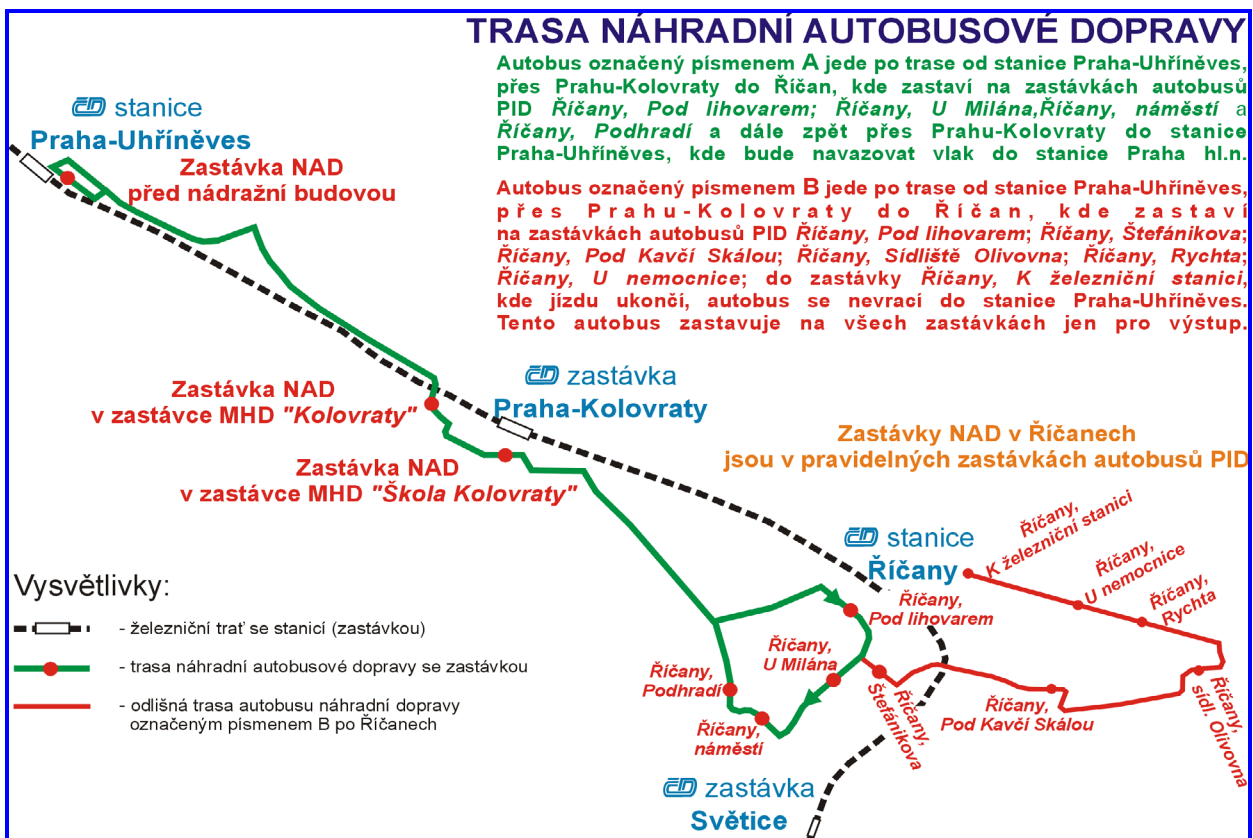 TRASA NÁHRADNÍ AUTOBUSOVÉ DOPRAVY
Autobus označený písmenem A jede po trase od stanice Praha-Uhříněves,
přes Prahu-Kolovraty do Říčan, kde zastaví na zastávkách autobusů
PID Říčany, Pod lihovarem; Říčany, U Milána,Říčany, náměstí a
Říčany, Podhradí a dále zpět přes Prahu-Kolovraty do stanice
Praha-Uhříněves, kde bude navazovat vlak do stanice Praha hl.n.
Autobus označený písmenem B jede po trase od stanice Praha-Uhříněves,
přes Prahu-Kolovraty do Říčan, kde zastaví
na zastávkách autobusů PID Říčany, Pod lihovarem; Říčany, Štefánikova;
Říčany, Pod Kavčí Skálou; Říčany, Sídliště Olivovna; Říčany, Rychta;
Říčany, U nemocnice; do zastávky Říčany, K železniční stanici,
kde jízdu ukončí, autobus se nevrací do stanice Praha-Uhříněves.
Tento autobus zastavuje na všech zastávkách jen pro výstup.
ČD stanice
Praha-Uhříněves
Zastávka NAD
před nádražní budovou
Zastávka NAD
v zastávce MHD "Kolovraty"
ČD zastávka
Praha-Kolovraty
Zastávka NAD
v zastávce MHD "Škola Kolovraty"
Zastávky NAD v Říčanech
jsou v pravidelných zastávkách autobusů PID
ČD stanice
Říčany
Říčany,
K železniční stanici
Říčany,
U nemocnice
Říčany,
Rychta
Říčany,
Pod lihovarem
Říčany,
U Milána
Říčany,
Podhradí
Říčany,
náměstí
Říčany,
Štefánikova
Říčany,
Pod Kavčí Skálou
Říčany,
sídl. Olivovna
ČD zastávka
Světice
Vysvětlivky:
- železniční trať se stanicí (zastávkou)
- trasa náhradní autobusové dopravy se zastávkou
- odlišná trasa autobusu náhradní dopravy
označeným písmenem B po Říčanech